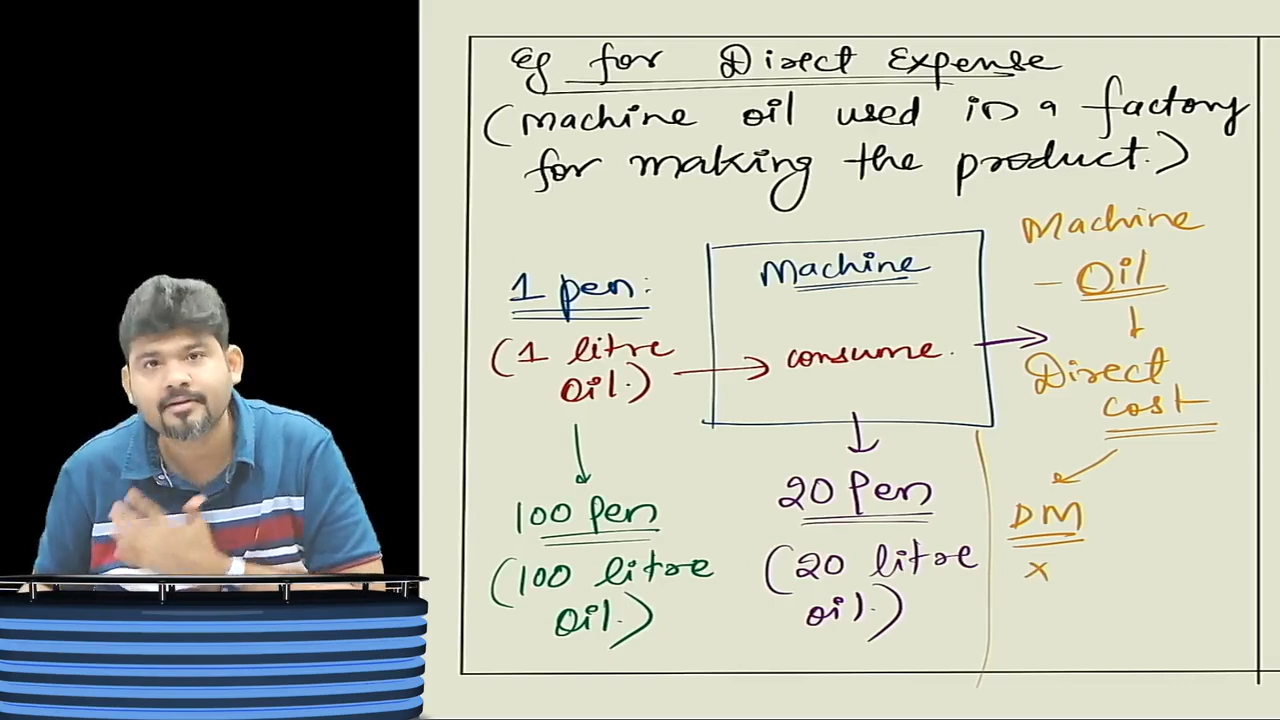 Eg for Direct Expense
(Machine oil used in a factory
for making the product.)
1 pen:
(1 litre
oil.)
Machine
consume.
Machine
- Oil
Direct
cost
100 Pen
(100 litre
oil.)
20 Pen
(20 litre
oil.)
DM
x